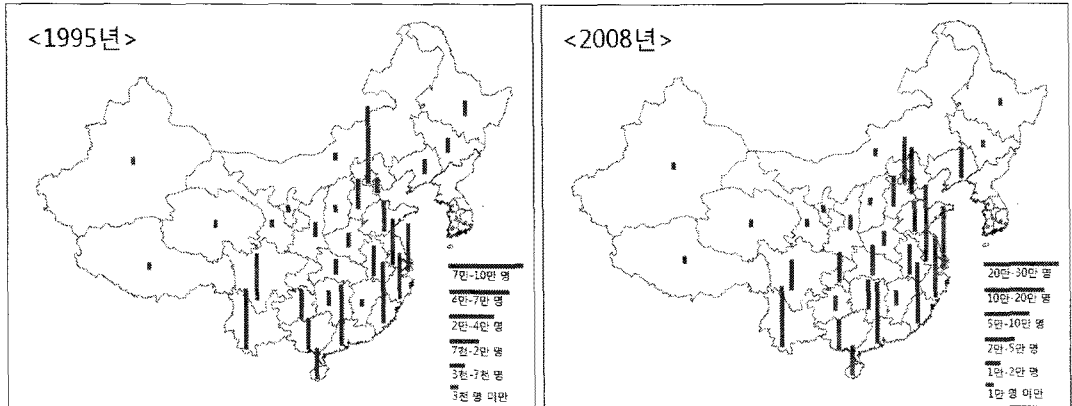 <1995년>
7만-10만 명
4만-7만 명
2만-4만 명
7천-2만 명
3천-7천 명
3천 명 미만
<2008년>
20만-30만 명
10만-20만 명
5만-10만 명
2만-5만 명
1만-2만 명
1만 명 미만